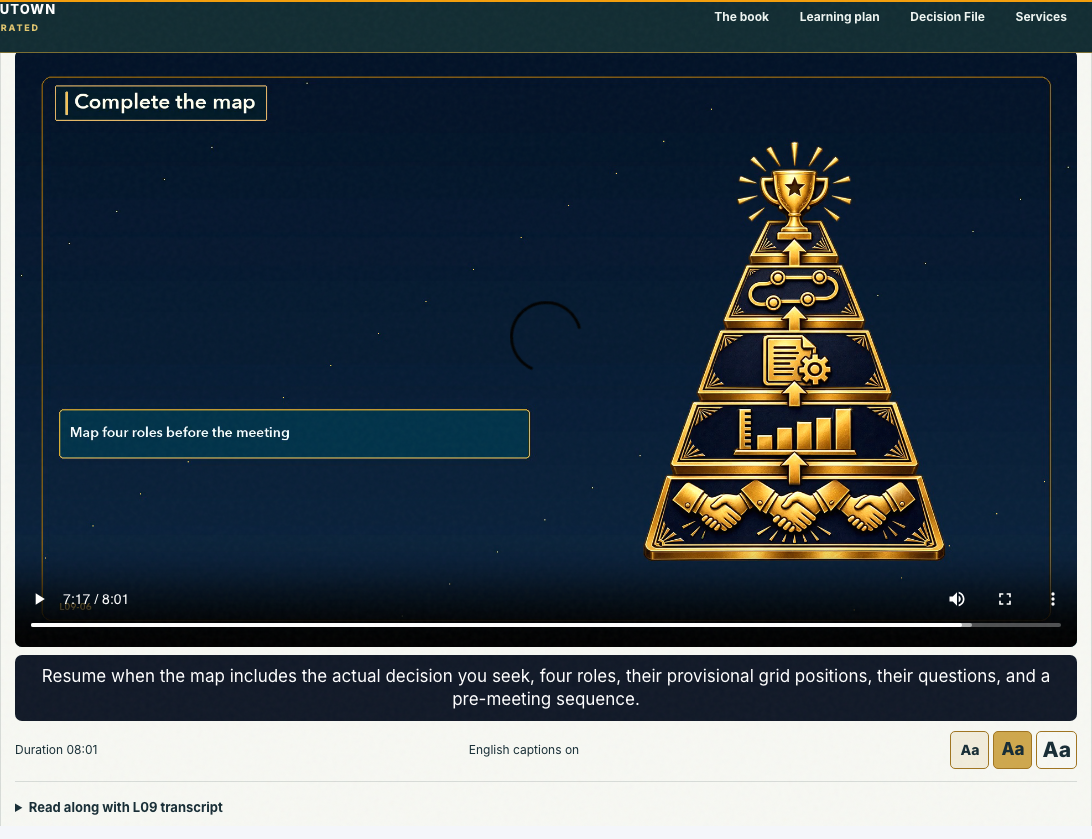 UTOWN
RATED
The book
Learning plan
Decision File
Services
Complete the map
Map four roles before the meeting
L09-06
7:17 / 8:01
Resume when the map includes the actual decision you seek, four roles, their provisional grid positions, their questions, and a
pre-meeting sequence.
Duration 08:01
English captions on
Aa
Aa
Aa
Read along with L09 transcript